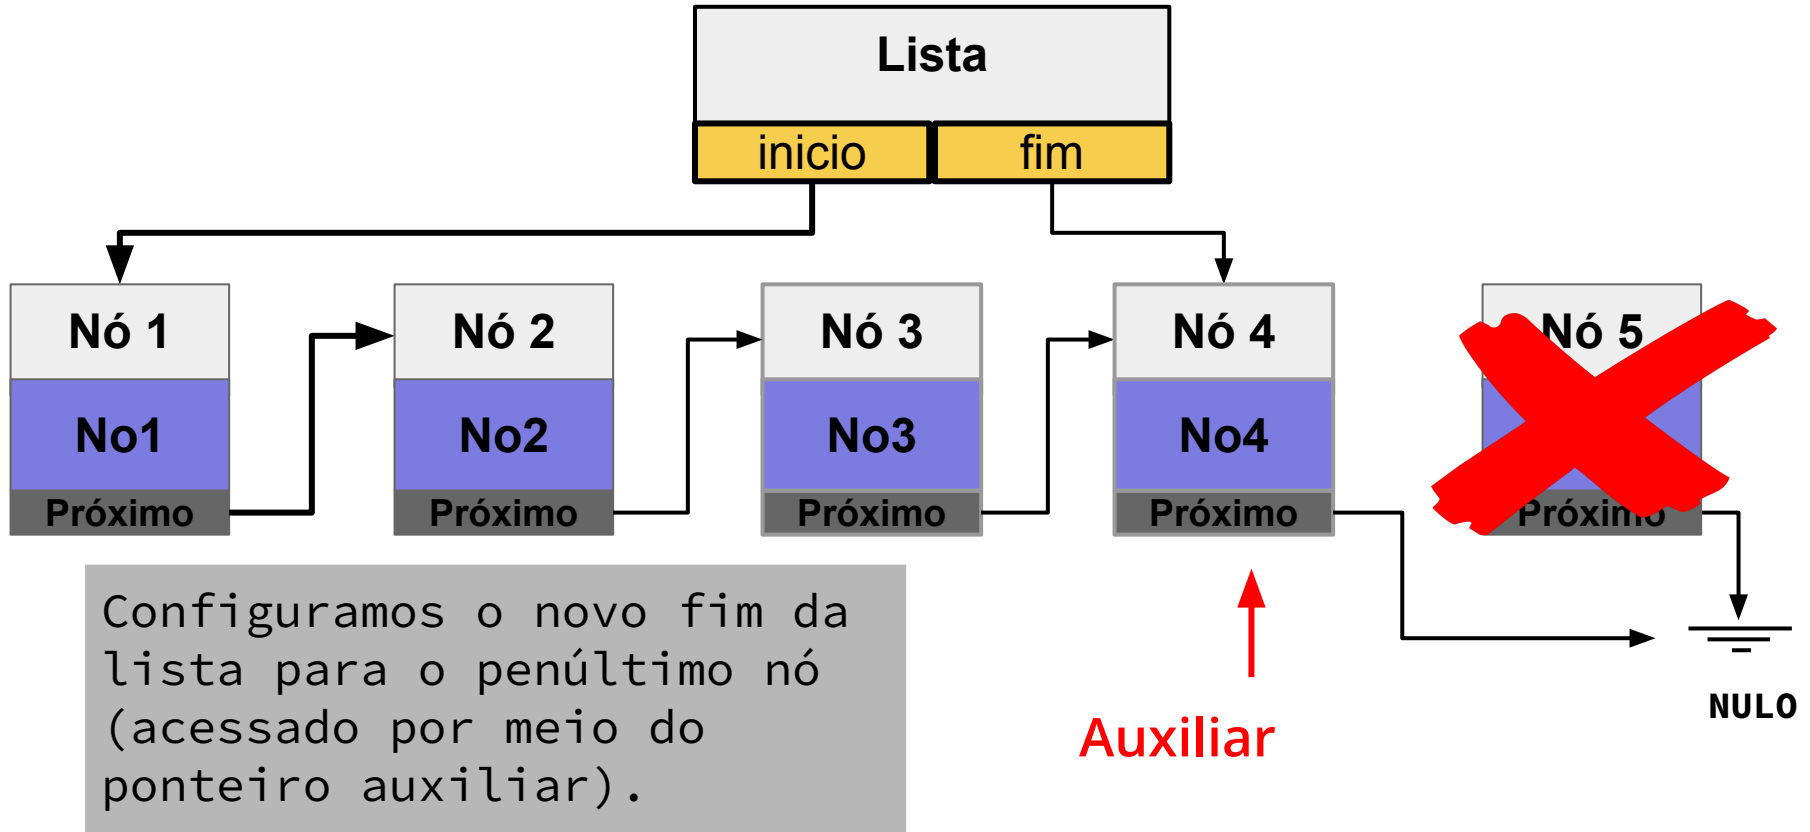 Lista
inicio fim
Nó 1 Nó 2 Nó 3 Nó 4 Nó 5
No1 No2 No3 No4
Próximo Próximo Próximo Próximo Próximo
Configuramos o novo fim da
lista para o penúltimo nó
(acessado por meio do
ponteiro auxiliar).
Auxiliar
NULO